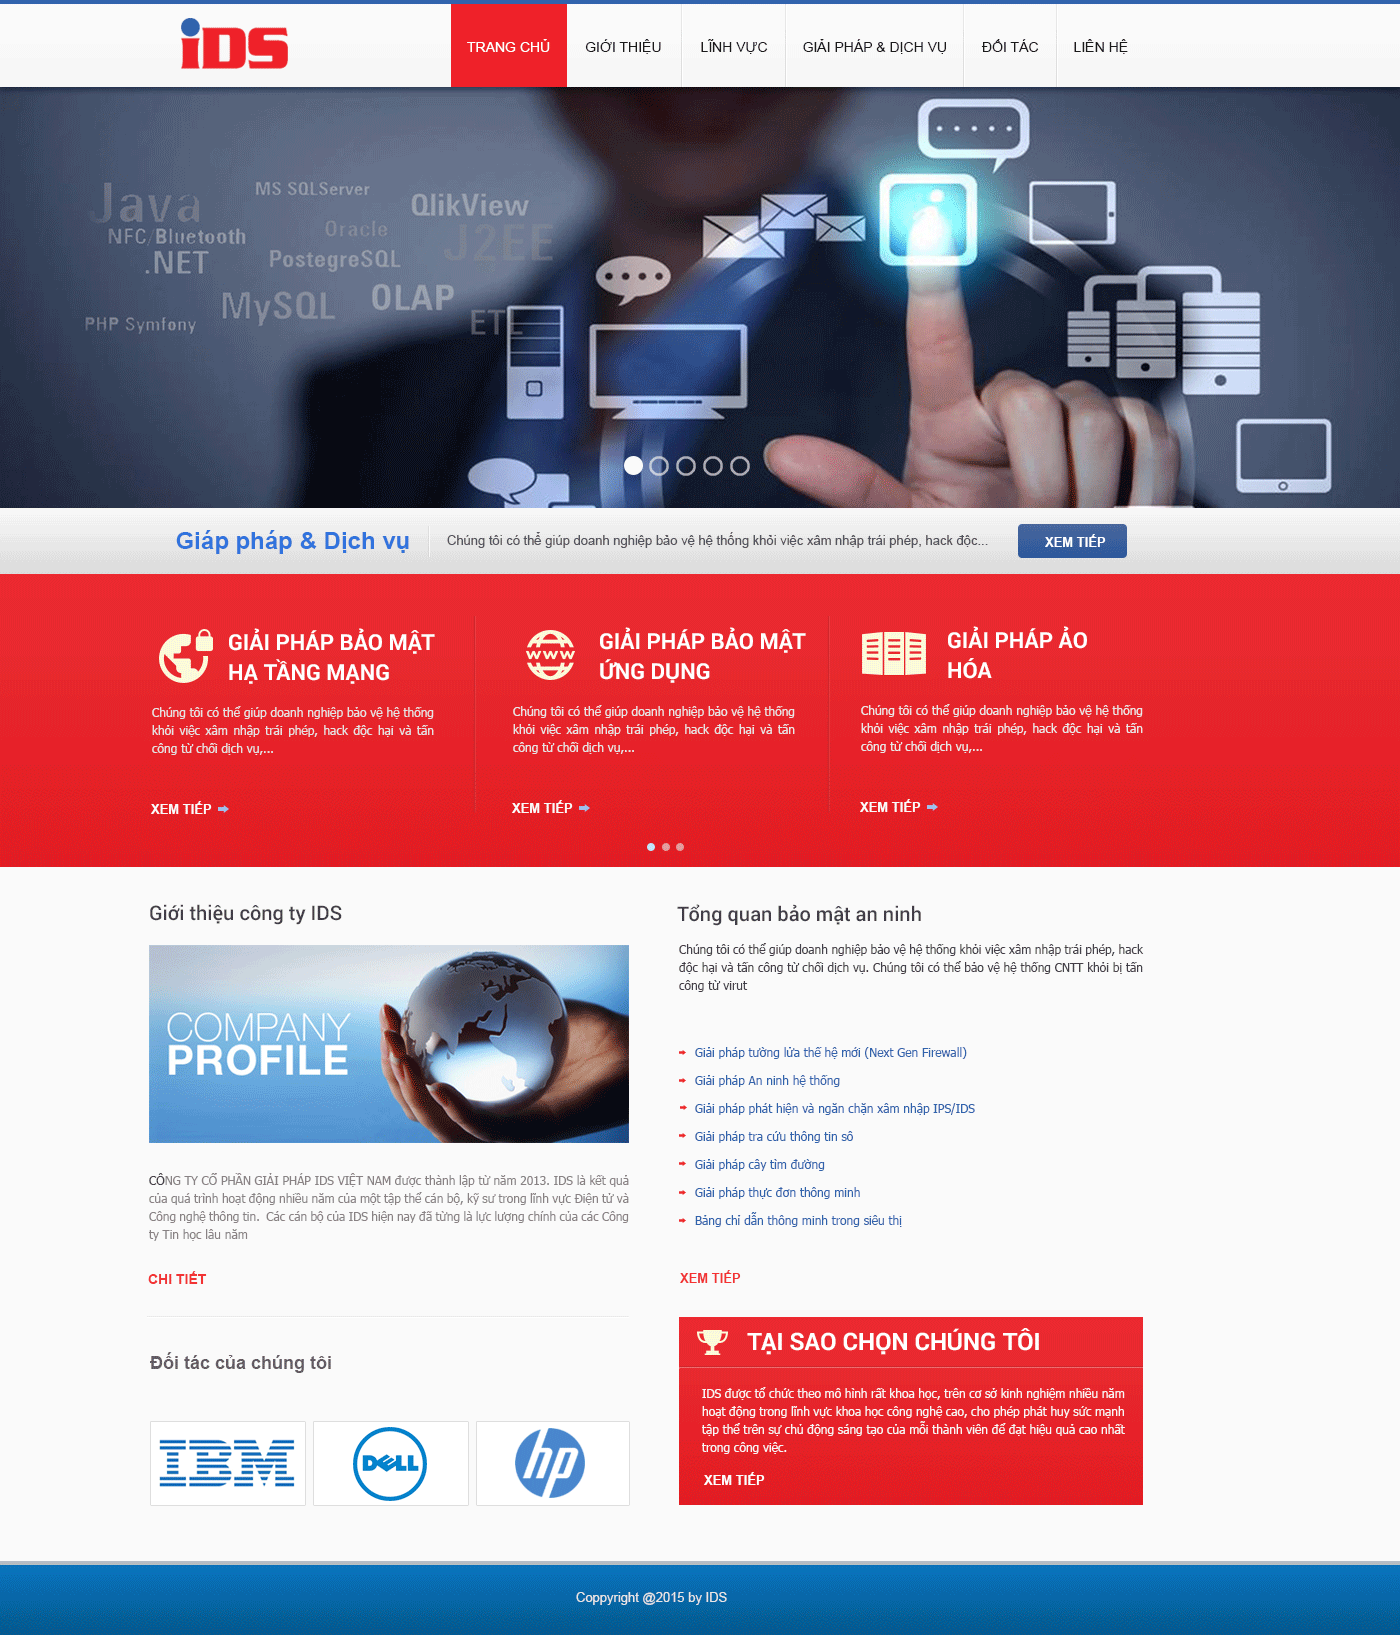 iDS
TRANG CHỦ
GIỚI THIỆU
LĨNH VỰC
GIẢI PHÁP & DỊCH VỤ
ĐỐI TÁC
LIÊN HỆ
Java
MS SQLServer
QlikView
NFC/Bluetooth
Oracle
J2EE
.NET
PostegreSQL
MySQL
OLAP
PHP Symfony
ETL
Giáp pháp & Dịch vụ
Chúng tôi có thể giúp doanh nghiệp bảo vệ hệ thống khỏi việc xâm nhập trái phép, hack độc...
XEM TIẾP
GIẢI PHÁP BẢO MẬT
HẠ TẦNG MẠNG
Chúng tôi có thể giúp doanh nghiệp bảo vệ hệ thống
khỏi việc xâm nhập trái phép, hack độc hại và tấn
công từ chối dịch vụ,...
XEM TIẾP
WWW
GIẢI PHÁP BẢO MẬT
ỨNG DỤNG
Chúng tôi có thể giúp doanh nghiệp bảo vệ hệ thống
khỏi việc xâm nhập trái phép, hack độc hại và tấn
công từ chối dịch vụ,...
XEM TIẾP
GIẢI PHÁP ẢO
HÓA
Chúng tôi có thể giúp doanh nghiệp bảo vệ hệ thống
khỏi việc xâm nhập trái phép, hack độc hại và tấn
công từ chối dịch vụ,...
XEM TIẾP
Giới thiệu công ty IDS
COMPANY
PROFILE
CÔNG TY CỔ PHẦN GIẢI PHÁP IDS VIỆT NAM được thành lập từ năm 2013. IDS là kết quả
của quá trình hoạt động nhiều năm của một tập thể cán bộ, kỹ sư trong lĩnh vực Điện tử và
Công nghệ thông tin. Các cán bộ của IDS hiện nay đã từng là lực lượng chính của các Công
ty Tin học lâu năm
CHI TIẾT
Đối tác của chúng tôi
IBM
DELL
hp
Tổng quan bảo mật an ninh
Chúng tôi có thể giúp doanh nghiệp bảo vệ hệ thống khỏi việc xâm nhập trái phép, hack
độc hại và tấn công từ chối dịch vụ. Chúng tôi có thể bảo vệ hệ thống CNTT khỏi bị tấn
công từ virut
Giải pháp tường lửa thế hệ mới (Next Gen Firewall)
Giải pháp An ninh hệ thống
Giải pháp phát hiện và ngăn chặn xâm nhập IPS/IDS
Giải pháp tra cứu thông tin số
Giải pháp cây tìm đường
Giải pháp thực đơn thông minh
Bảng chỉ dẫn thông minh trong siêu thị
XEM TIẾP
TẠI SAO CHỌN CHÚNG TÔI
IDS được tổ chức theo mô hình rất khoa học, trên cơ sở kinh nghiệm nhiều năm
hoạt động trong lĩnh vực khoa học công nghệ cao, cho phép phát huy sức mạnh
tập thể trên sự chủ động sáng tạo của mỗi thành viên để đạt hiệu quả cao nhất
trong công việc.
XEM TIẾP
Coppyright @2015 by IDS